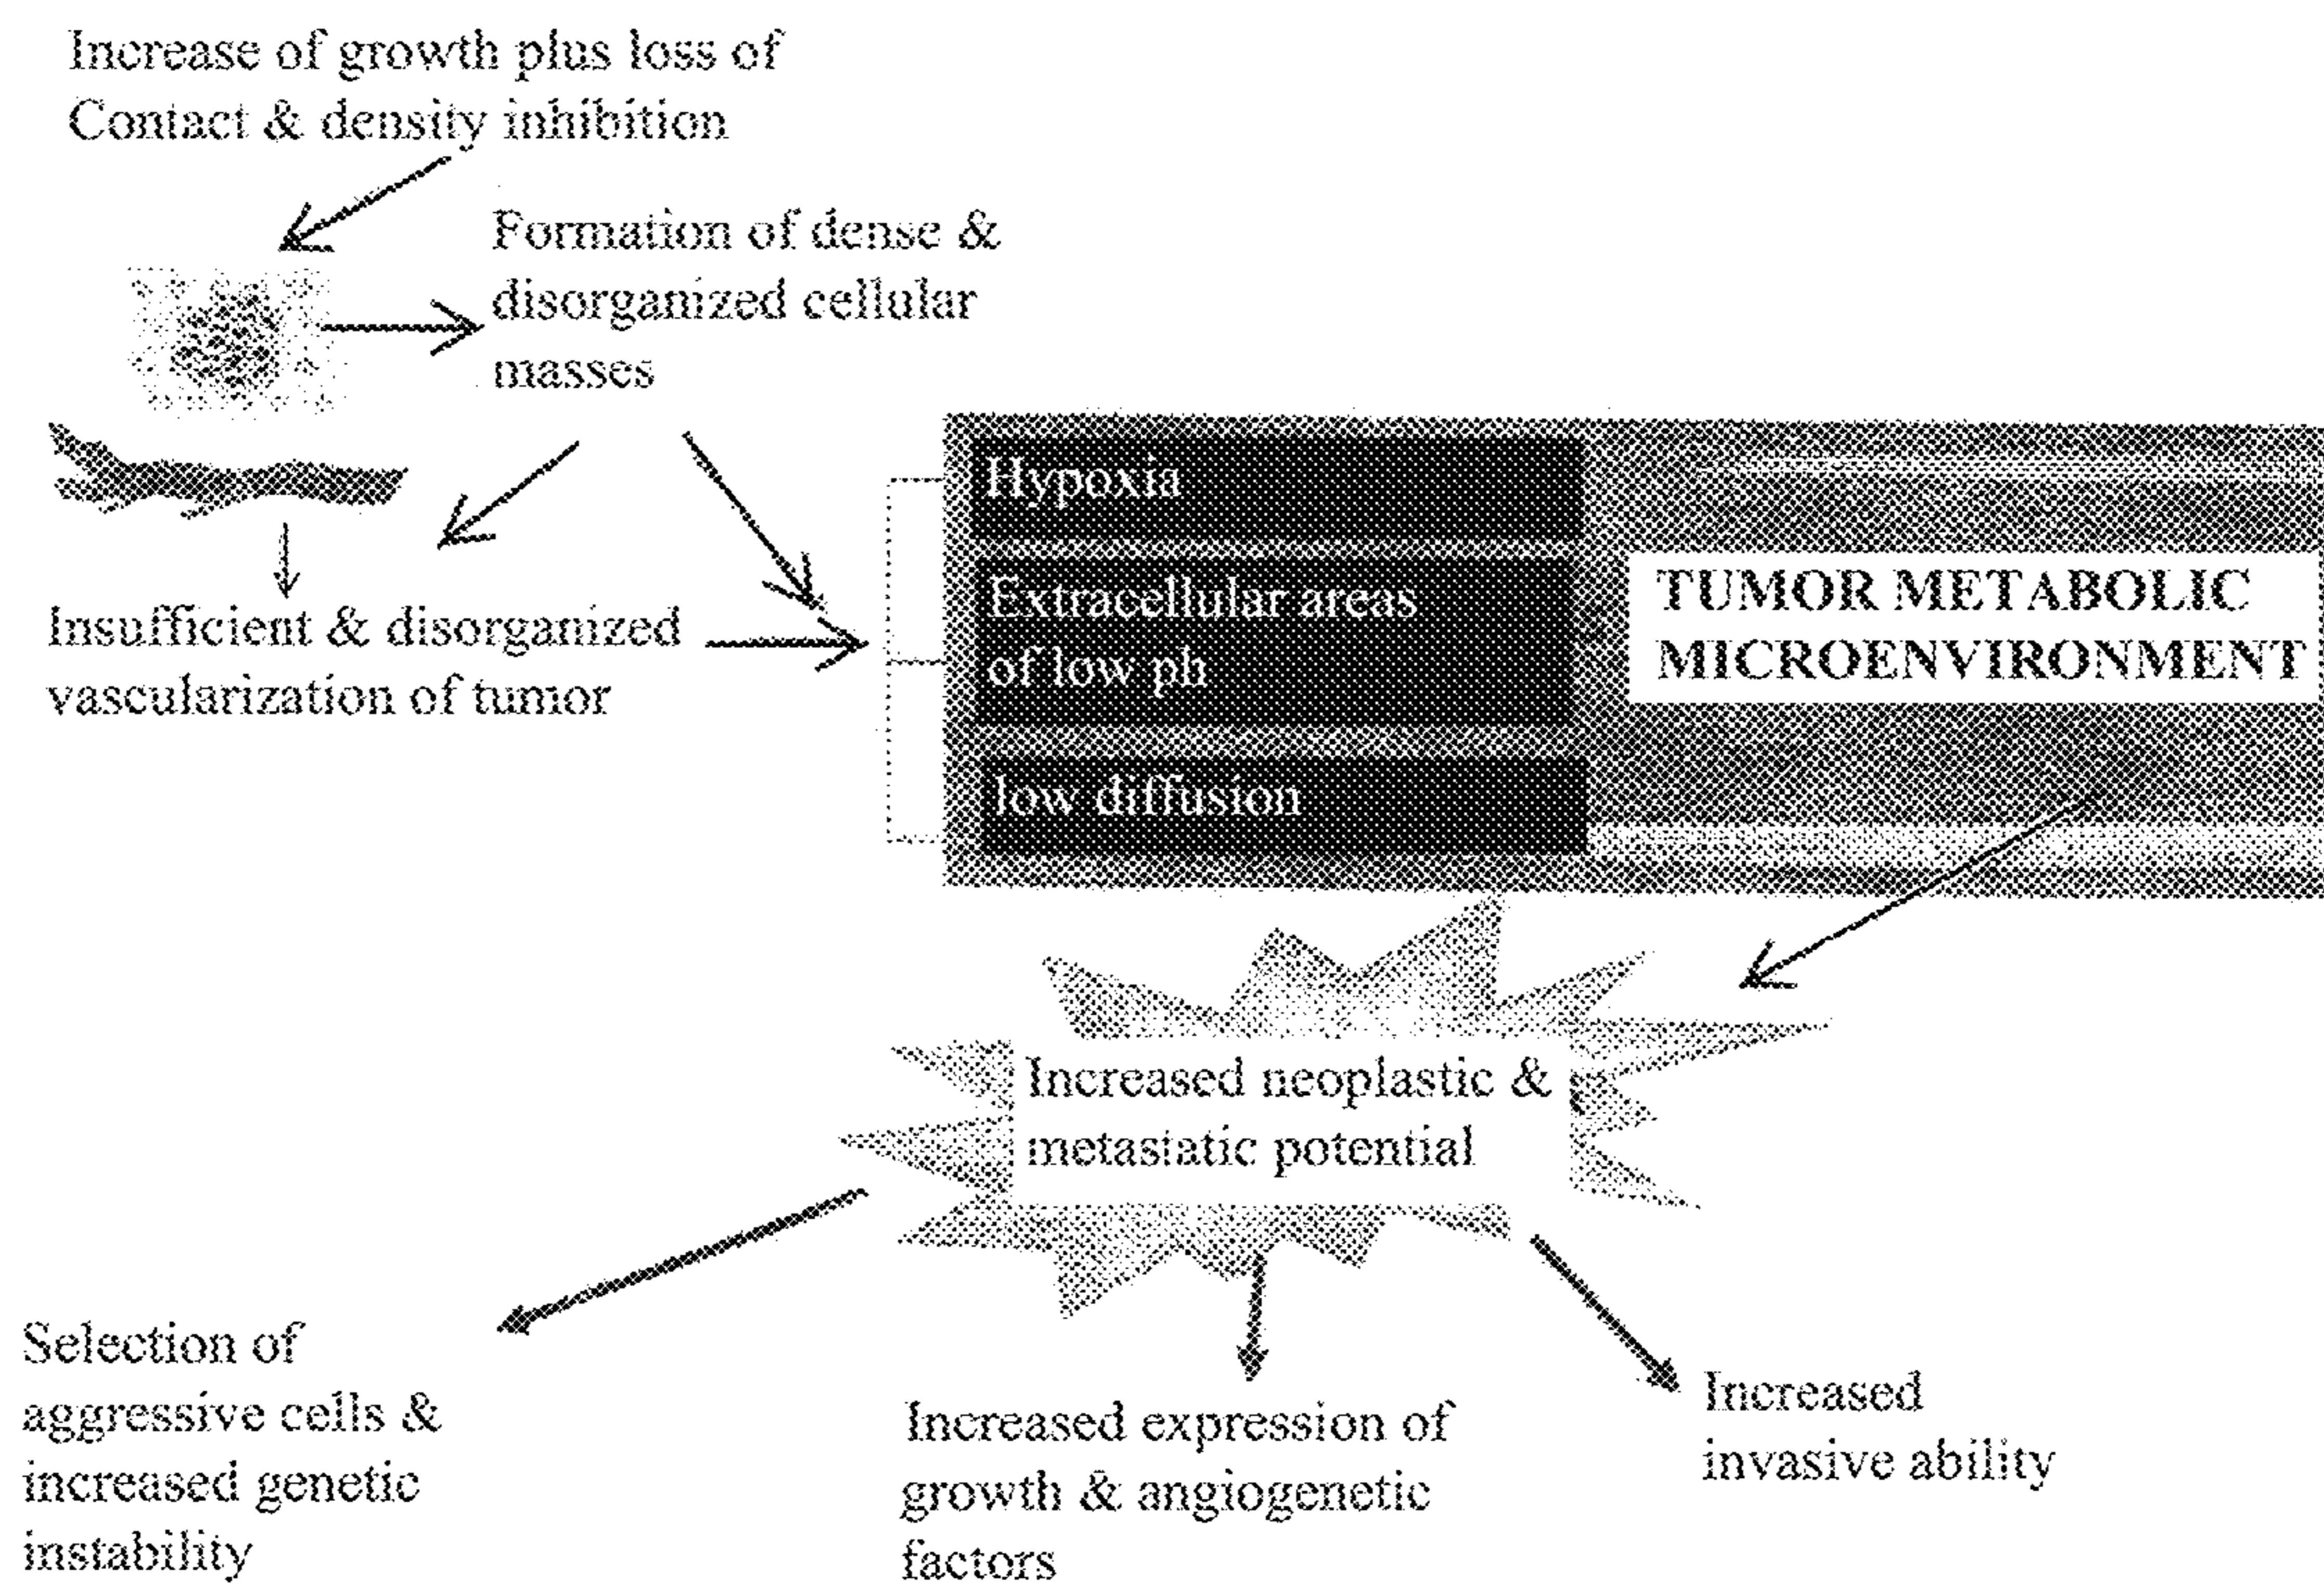 Increase of growth plus loss of
Contact & density inhibition
Formation of dense &
disorganized cellular
masses
Insufficient & disorganized
vascularization of tumor
Hypoxia
Extracellular areas
of low ph
low diffusion
TUMOR METABOLIC
MICROENVIRONMENT
Increased neoplastic &
metastatic potential
Selection of
aggressive cells &
increased genetic
instability
Increased expression of
growth & angiogenetic
factors
Increased
invasive ability